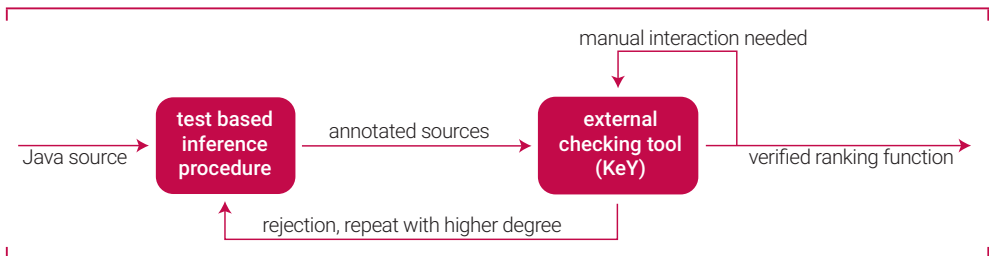 manual interaction needed
test based
inference
procedure
external
checking tool
(KeY)
annotated sources
Java source
verified ranking function
rejection, repeat with higher degree